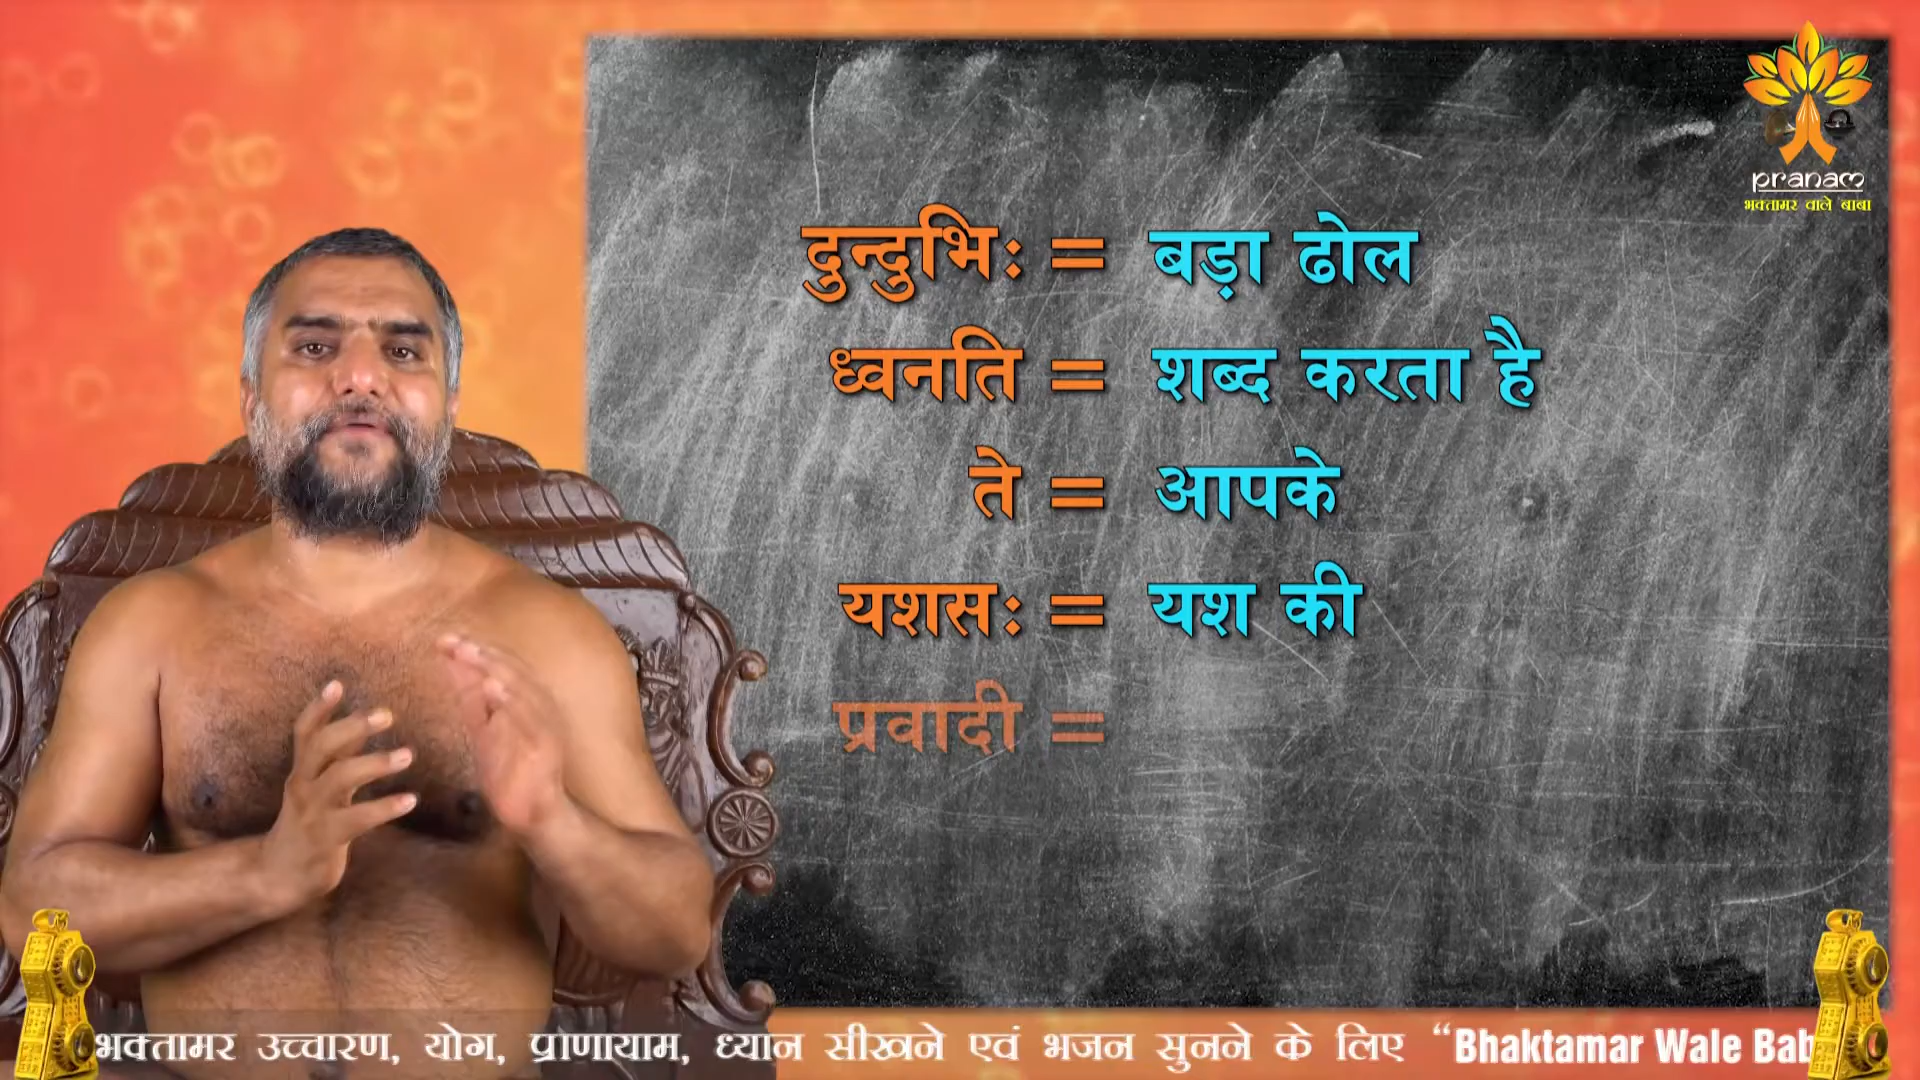 pranam
भक्तामर वाले बाबा
दुन्दुभिः = बड़ा ढोल
ध्वनति = शब्द करता है
ते = आपके
यशसः = यश की
प्रवादी =
भक्तामर उच्चारण, योग, प्राणायाम, ध्यान सीखने एवं भजन सुनने के लिए “Bhaktamar Wale Bab